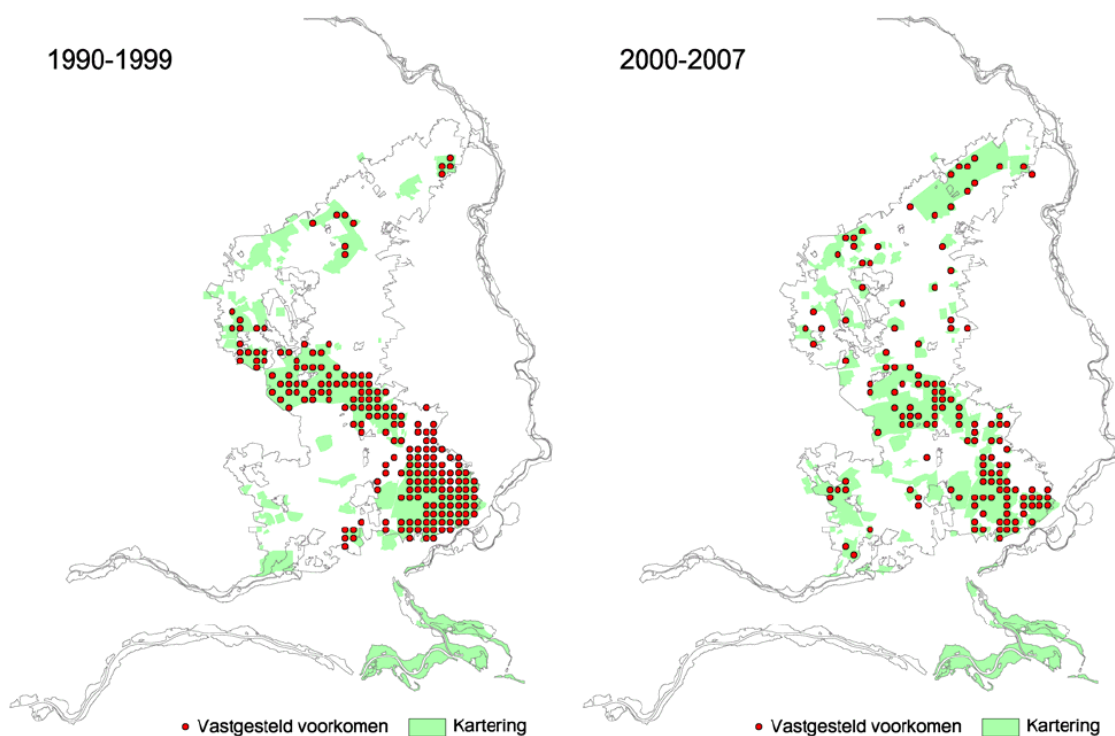 1990-1999
2000-2007
Vastgesteld voorkomen
Kartering
Vastgesteld voorkomen
Kartering